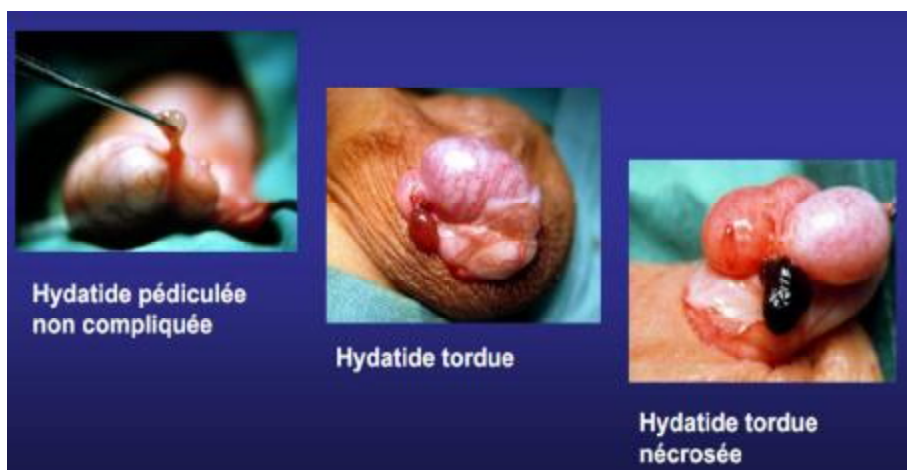 Hydatide pédiculée
non compliquée
Hydatide tordue
Hydatide tordue
nécrosée